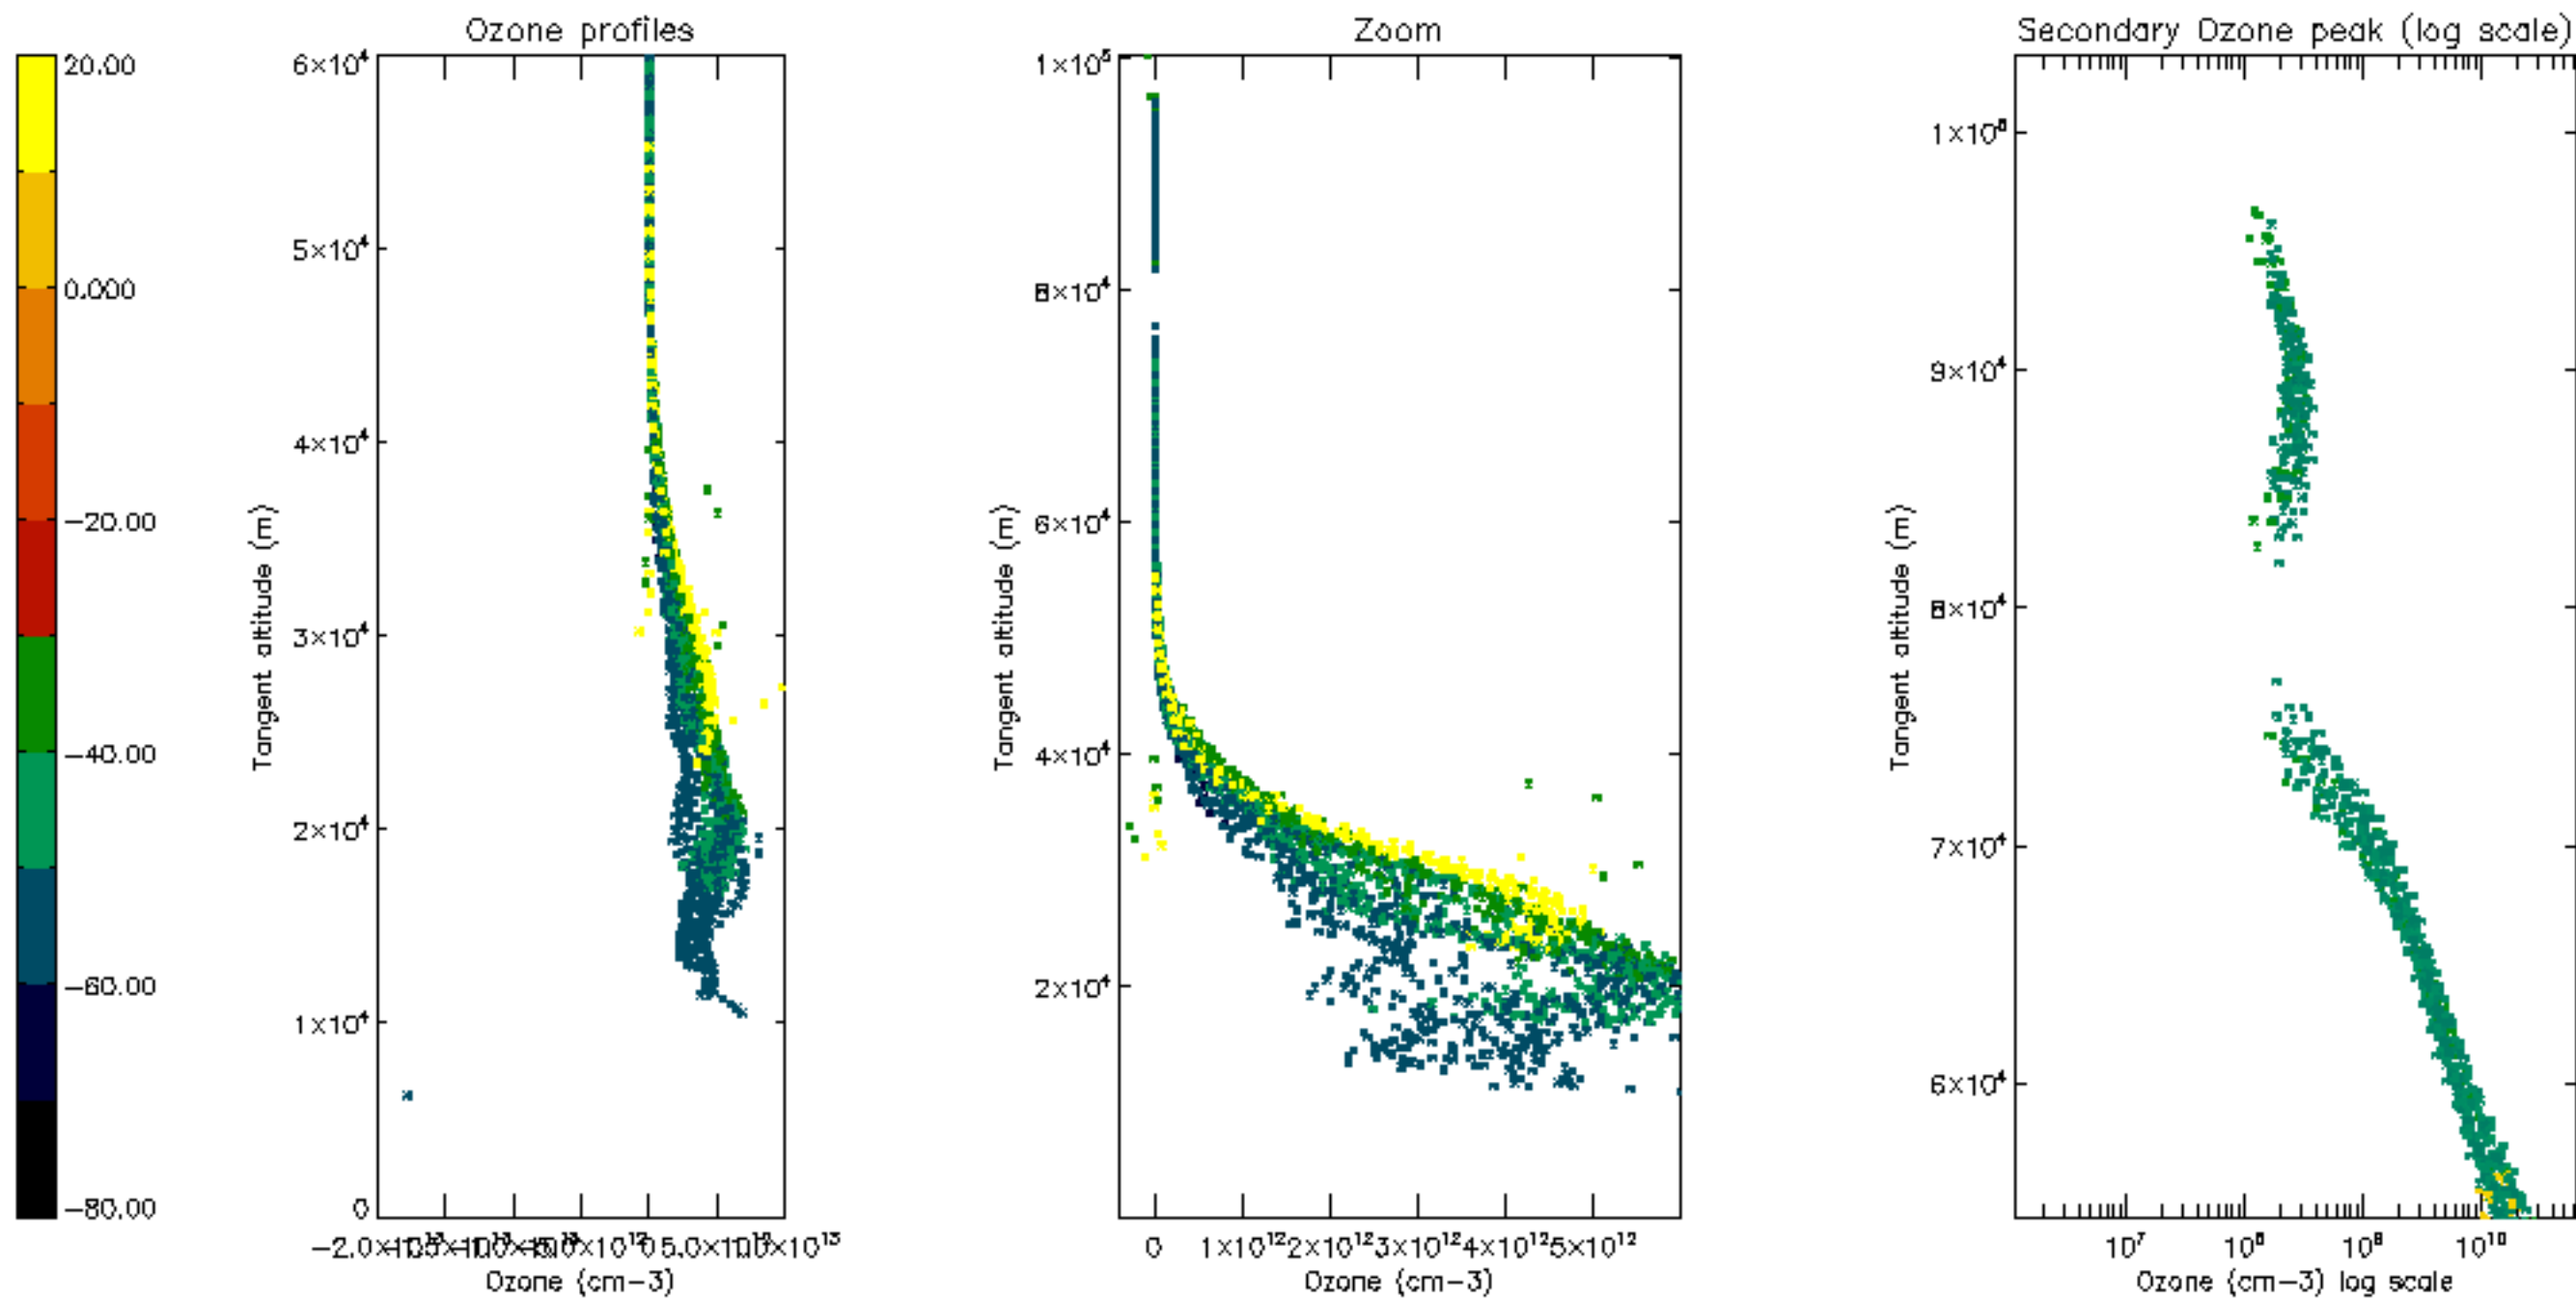 Ozone profiles
Zoom
Secondary Ozone peak (log scale)
20.00
0.000
−20.00
−40.00
−60.00
−80.00
6×10⁴
5×10⁴
4×10⁴
3×10⁴
2×10⁴
1×10⁴
0
Tangent altitude (m)
Ozone (cm−3)
1×10⁵
8×10⁴
6×10⁴
4×10⁴
2×10⁴
Tangent altitude (m)
0 1×10¹² 2×10¹² 3×10¹² 4×10¹² 5×10¹²
Ozone (cm−3)
1×10⁵
9×10⁴
8×10⁴
7×10⁴
6×10⁴
Tangent altitude (m)
10⁷ 10⁸ 10⁹ 10¹⁰
Ozone (cm−3) log scale